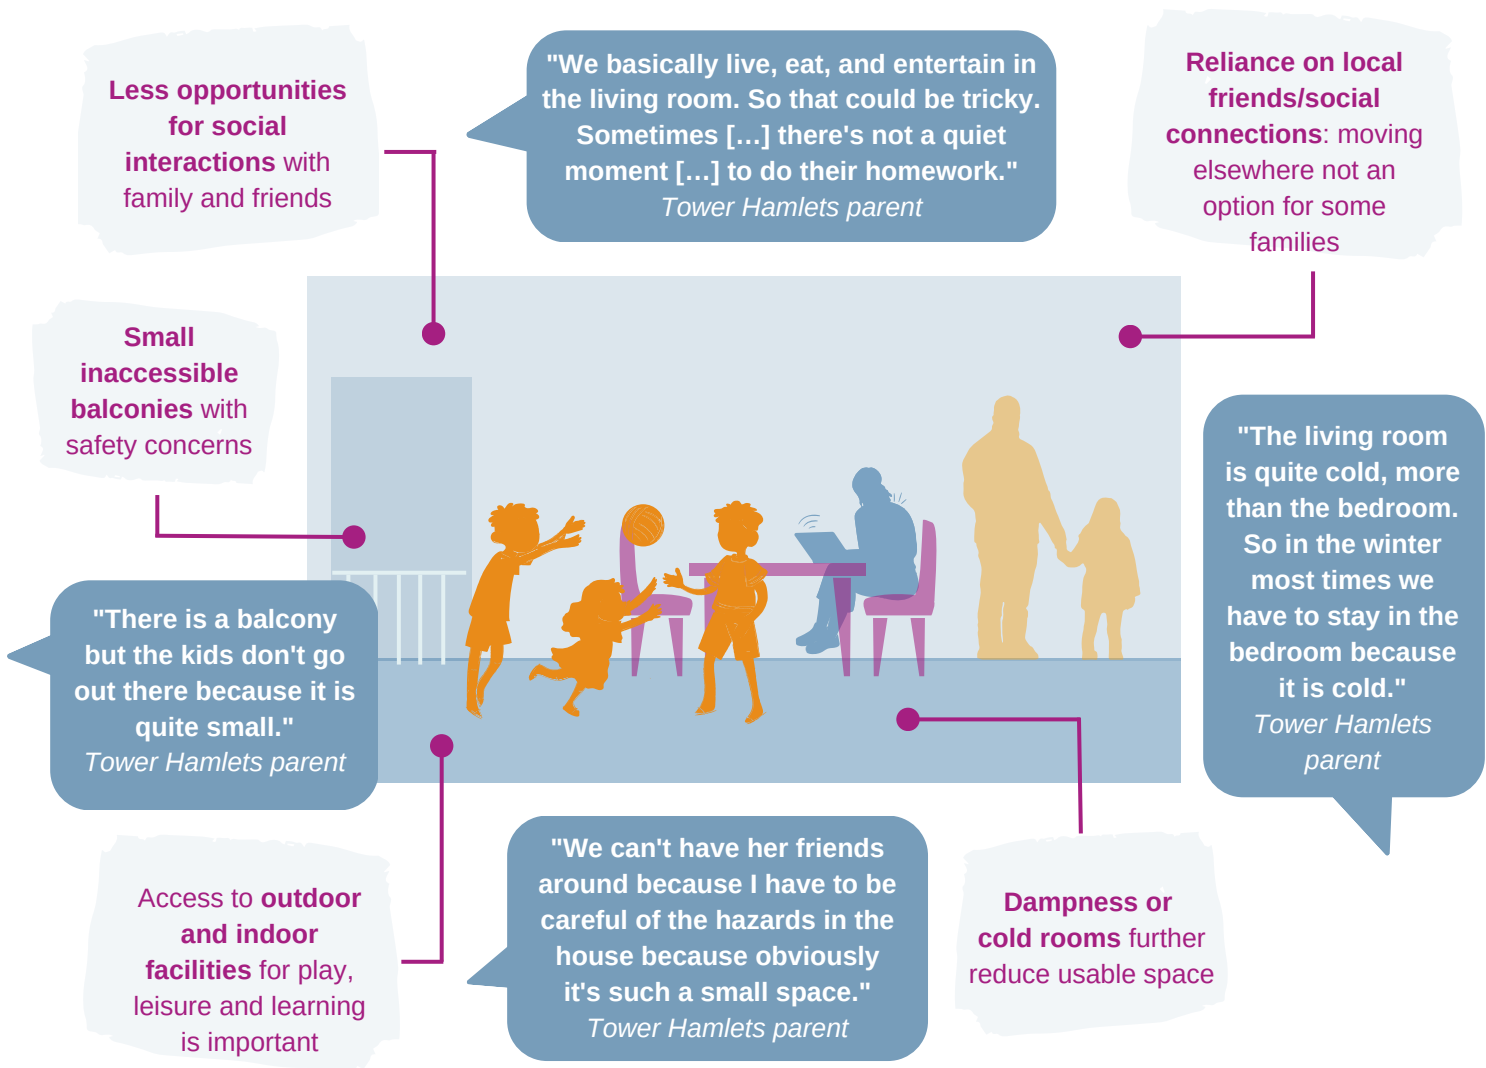 Less opportunities
for social
interactions with
family and friends
"We basically live, eat, and entertain in
the living room. So that could be tricky.
Sometimes […] there's not a quiet
moment […] to do their homework."
Tower Hamlets parent
Reliance on local
friends/social
connections: moving
elsewhere not an
option for some
families
Small
inaccessible
balconies with
safety concerns
"The living room
is quite cold, more
than the bedroom.
So in the winter
most times we
have to stay in the
bedroom because
it is cold."
Tower Hamlets
parent
"There is a balcony
but the kids don't go
out there because it is
quite small."
Tower Hamlets parent
Access to outdoor
and indoor
facilities for play,
leisure and learning
is important
"We can't have her friends
around because I have to be
careful of the hazards in the
house because obviously
it's such a small space."
Tower Hamlets parent
Dampness or
cold rooms further
reduce usable space